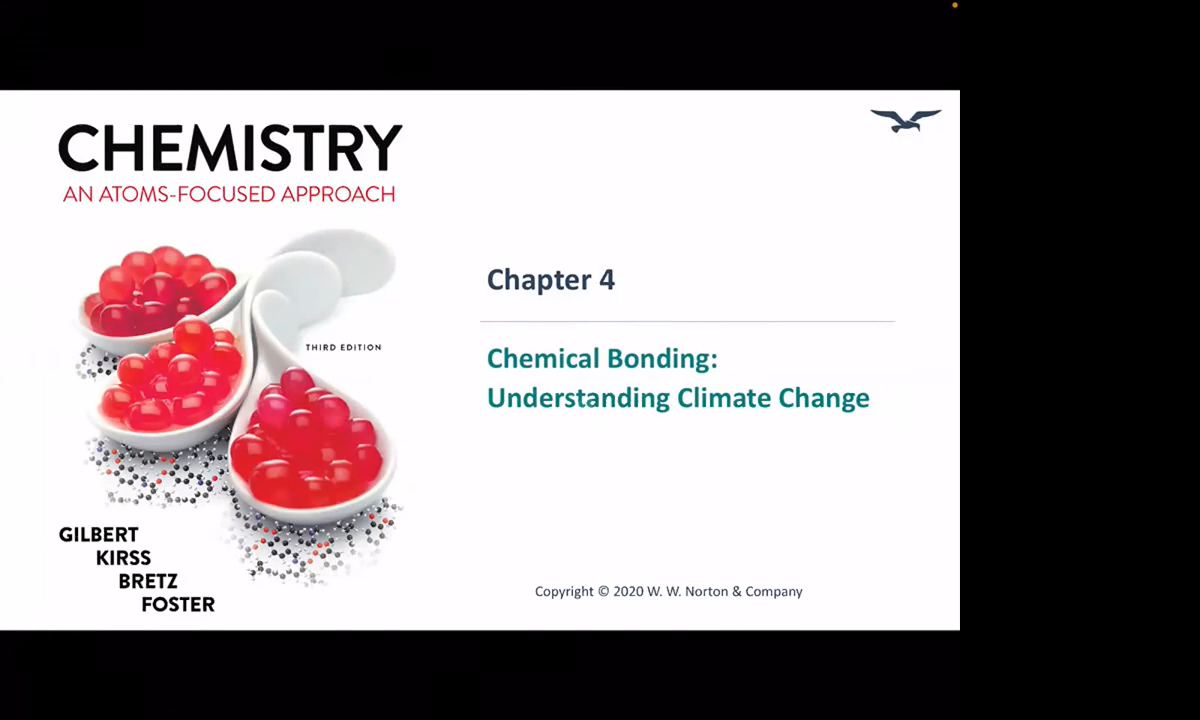 CHEMISTRY
AN ATOMS-FOCUSED APPROACH
THIRD EDITION
GILBERT
KIRSS
BRETZ
FOSTER
Chapter 4
Chemical Bonding:
Understanding Climate Change
Copyright © 2020 W. W. Norton & Company